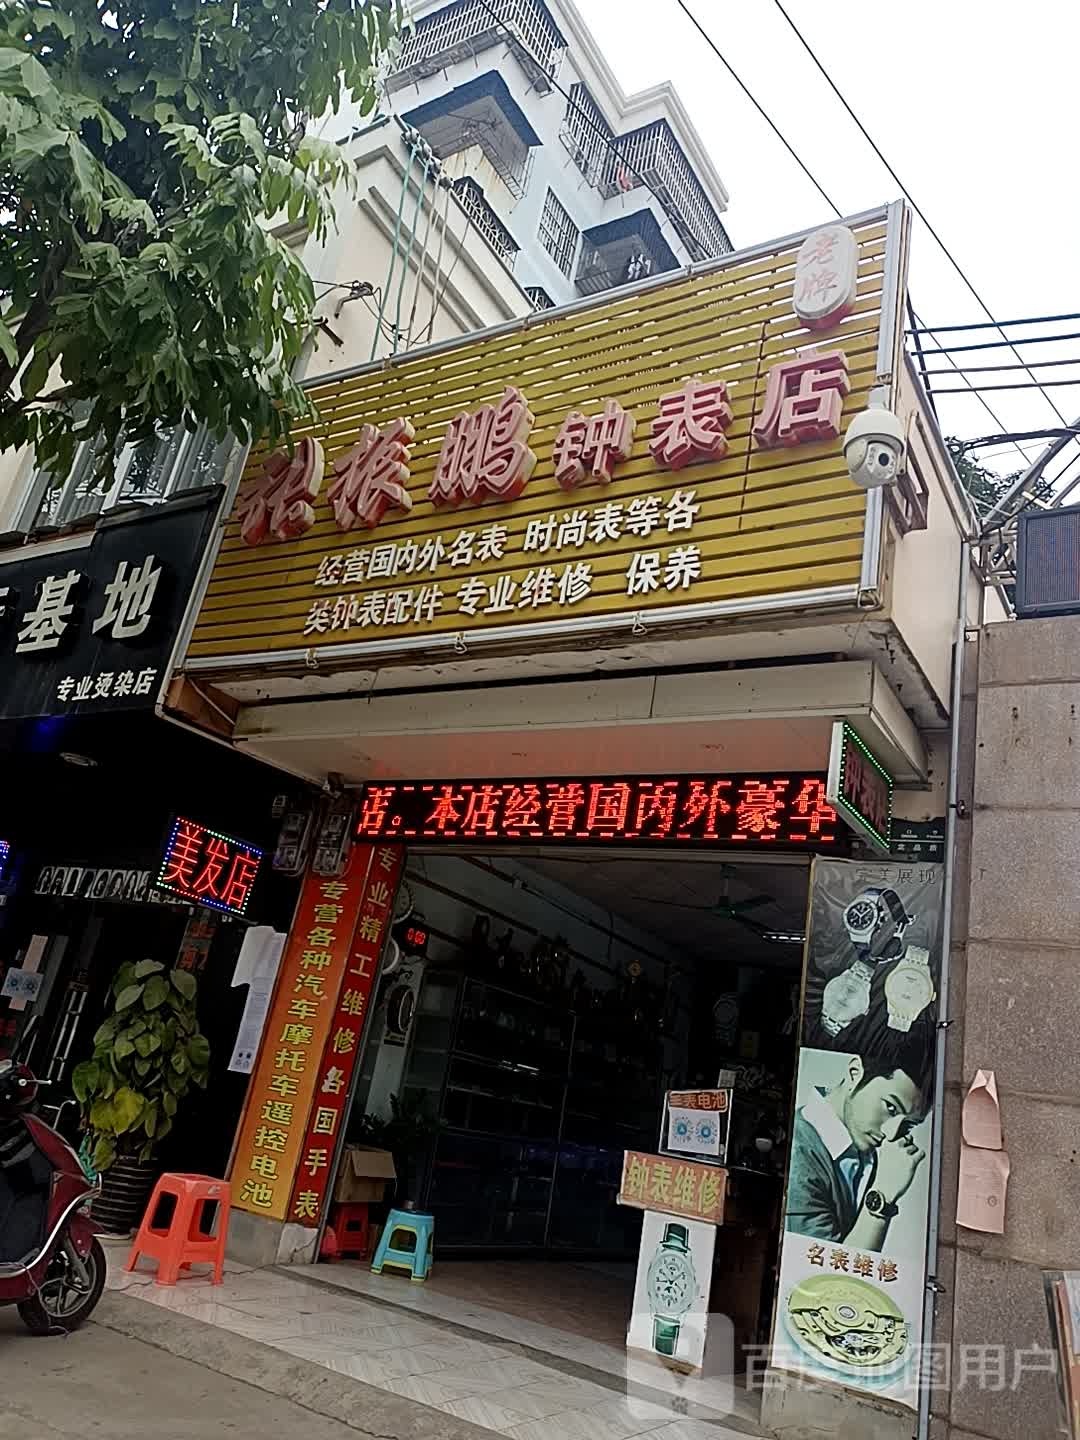 老牌
张振鹏钟表店
经营国内外名表 时尚表等各
类钟表配件 专业维修 保养
基地
专业烫染店
店。本店经营国内外豪华
美发店
专业精工维修各国手表
专营各种汽车摩托车遥控电池
完美展现
手表电池
钟表维修
名表维修
百度地图用户